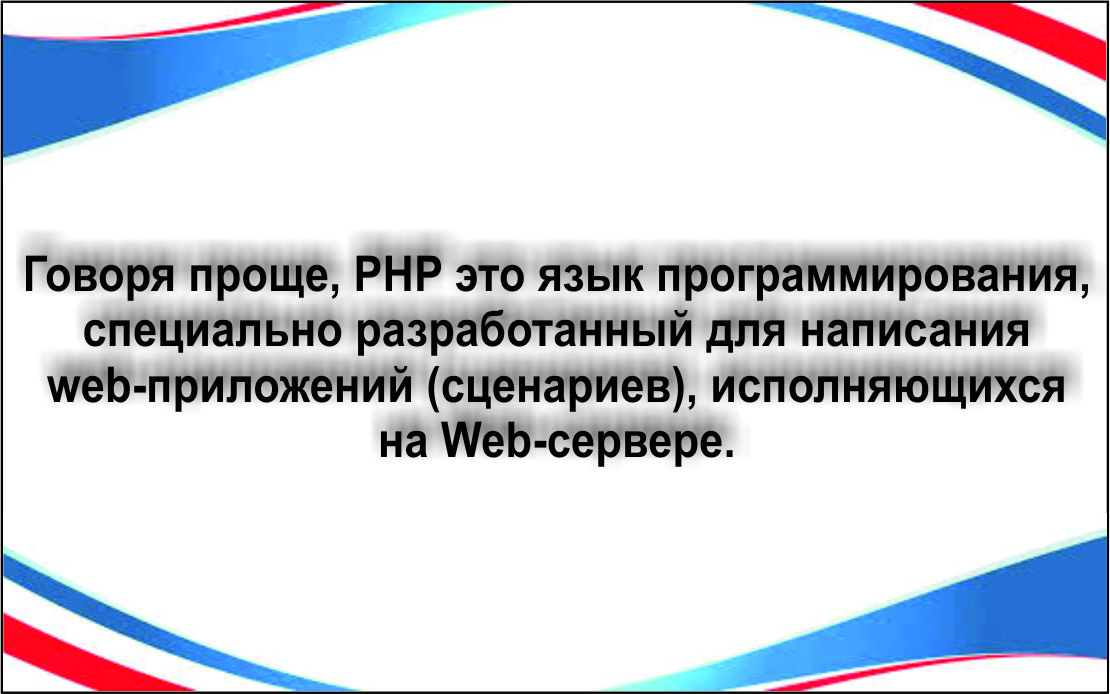 Говоря проще, PHP это язык программирования,
специально разработанный для написания
web-приложений (сценариев), исполняющихся
на Web-сервере.